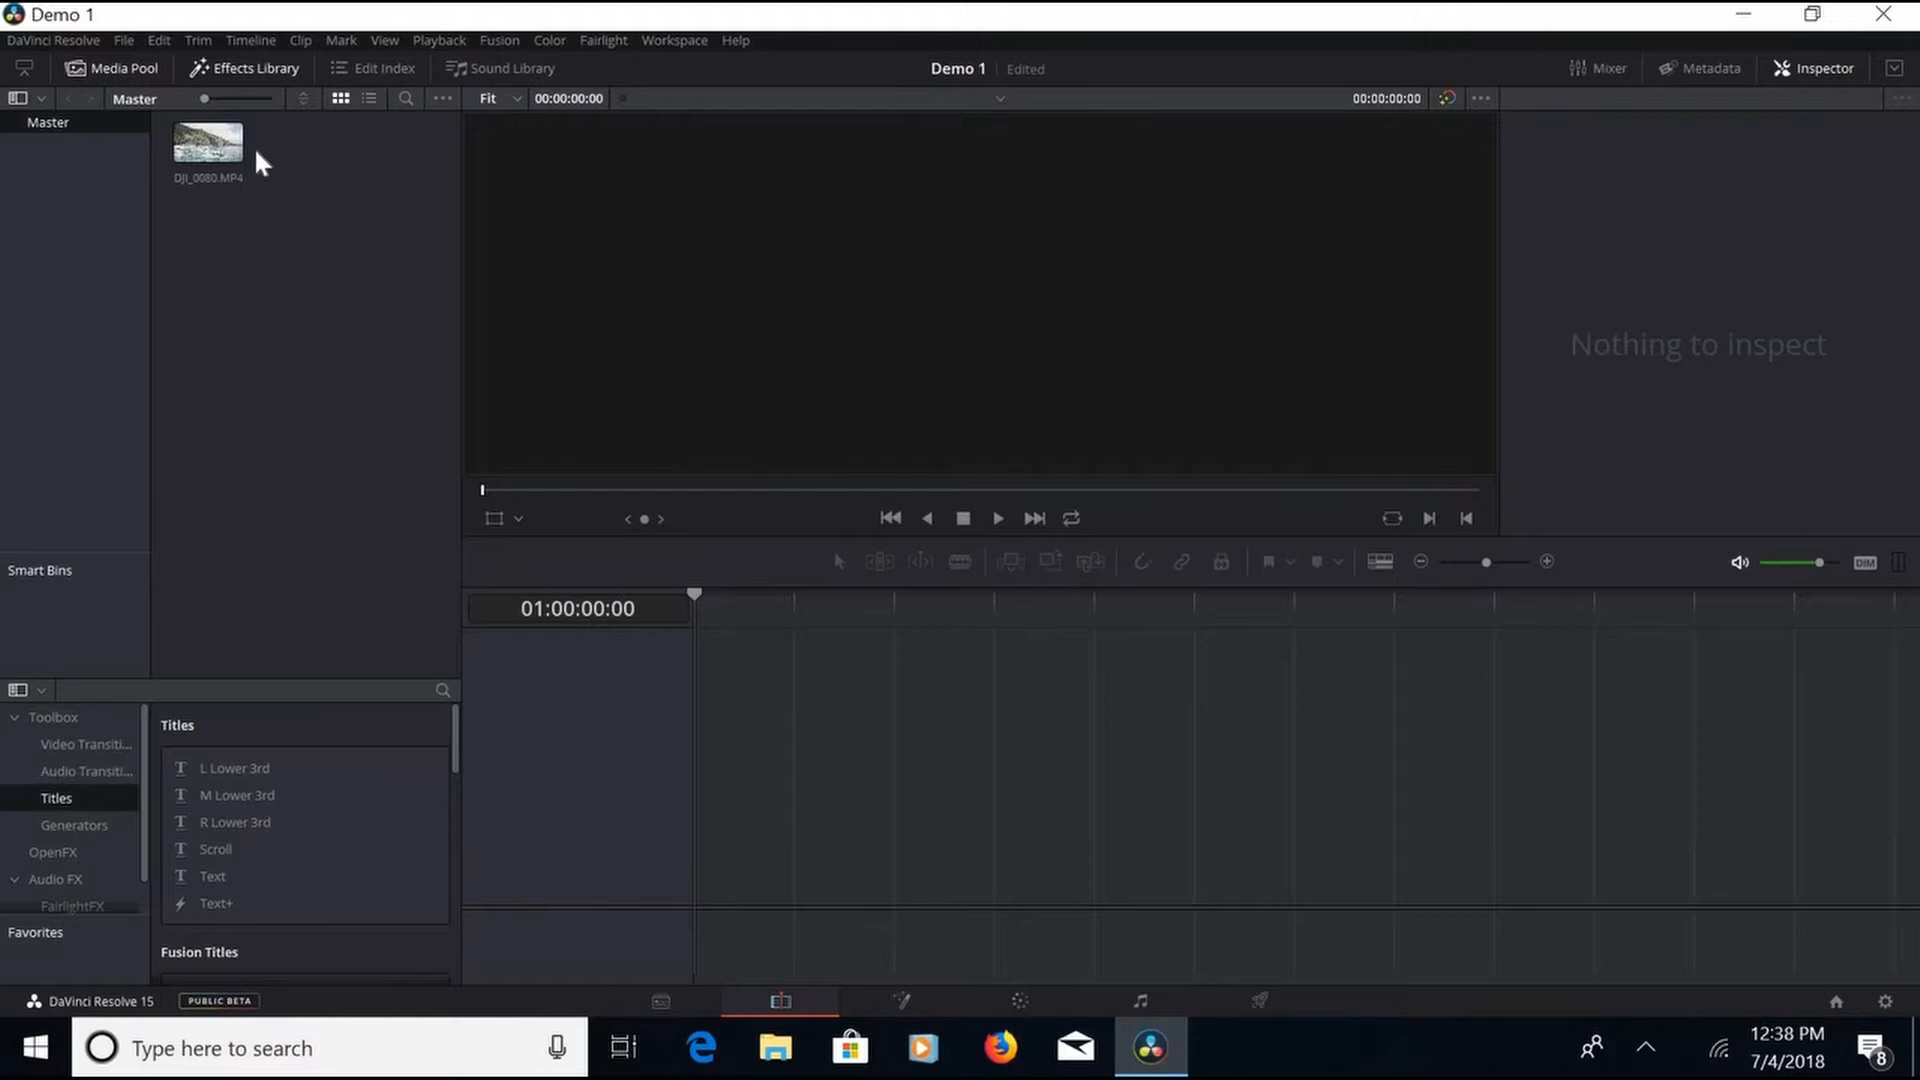 Demo 1
DaVinci Resolve File Edit Trim Timeline Clip Mark View Playback Fusion Color Fairlight Workspace Help
Media Pool Effects Library Edit Index Sound Library Demo 1 Edited Mixer Metadata Inspector
Master Fit 00:00:00:00 00:00:00:00
Master
DJI_0080.MP4
Nothing to inspect
Smart Bins
DIM
01:00:00:00
Toolbox
Video Transiti...
Audio Transiti...
Titles
Generators
OpenFX
Audio FX
FairlightFX
Favorites
Titles
L Lower 3rd
M Lower 3rd
R Lower 3rd
Scroll
Text
Text+
Fusion Titles
DaVinci Resolve 15 PUBLIC BETA
Type here to search
12:38 PM
7/4/2018
8